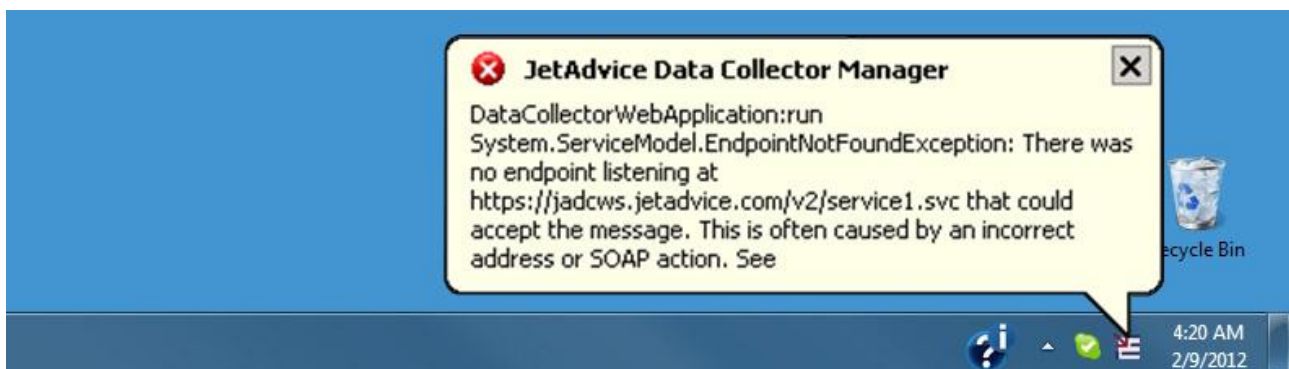 JetAdvice Data Collector Manager
DataCollectorWebApplication:run
System.ServiceModel.EndpointNotFoundException: There was
no endpoint listening at
https://jadcws.jetadvice.com/v2/service1.svc that could
accept the message. This is often caused by an incorrect
address or SOAP action. See
ecycle Bin
4:20 AM
2/9/2012